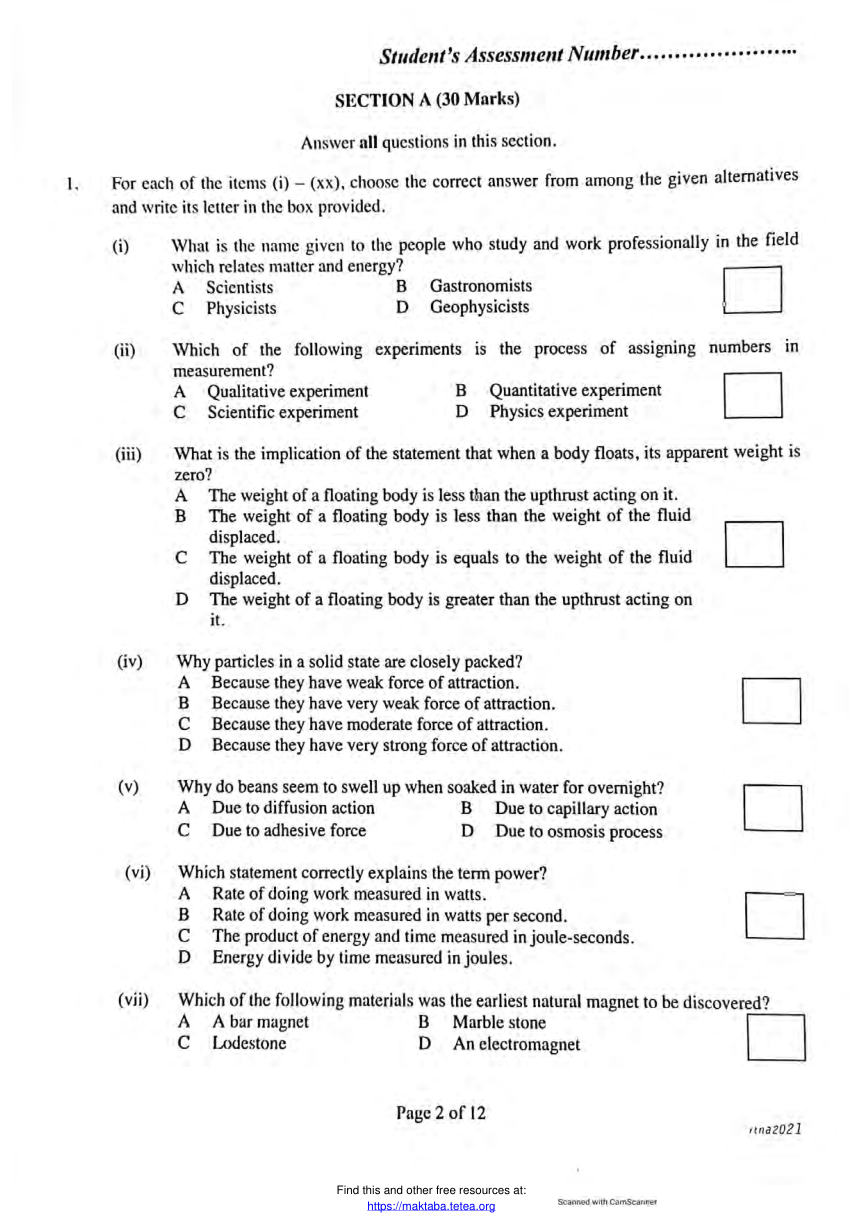 Student's Assessment Number.......................
SECTION A (30 Marks)
Answer all questions in this section.
1. For each of the items (i) – (xx), choose the correct answer from among the given alternatives
and write its letter in the box provided.
(i) What is the name given to the people who study and work professionally in the field
which relates matter and energy?
A Scientists B Gastronomists
C Physicists D Geophysicists
(ii) Which of the following experiments is the process of assigning numbers in
measurement?
A Qualitative experiment B Quantitative experiment
C Scientific experiment D Physics experiment
(iii) What is the implication of the statement that when a body floats, its apparent weight is
zero?
A The weight of a floating body is less than the upthrust acting on it.
B The weight of a floating body is less than the weight of the fluid
displaced.
C The weight of a floating body is equals to the weight of the fluid
displaced.
D The weight of a floating body is greater than the upthrust acting on
it.
(iv) Why particles in a solid state are closely packed?
A Because they have weak force of attraction.
B Because they have very weak force of attraction.
C Because they have moderate force of attraction.
D Because they have very strong force of attraction.
(v) Why do beans seem to swell up when soaked in water for overnight?
A Due to diffusion action B Due to capillary action
C Due to adhesive force D Due to osmosis process
(vi) Which statement correctly explains the term power?
A Rate of doing work measured in watts.
B Rate of doing work measured in watts per second.
C The product of energy and time measured in joule-seconds.
D Energy divide by time measured in joules.
(vii) Which of the following materials was the earliest natural magnet to be discovered?
A A bar magnet B Marble stone
C Lodestone D An electromagnet
Page 2 of 12
ftna2021
Find this and other free resources at:
https://maktaba.tetea.org
Scanned with CamScanner